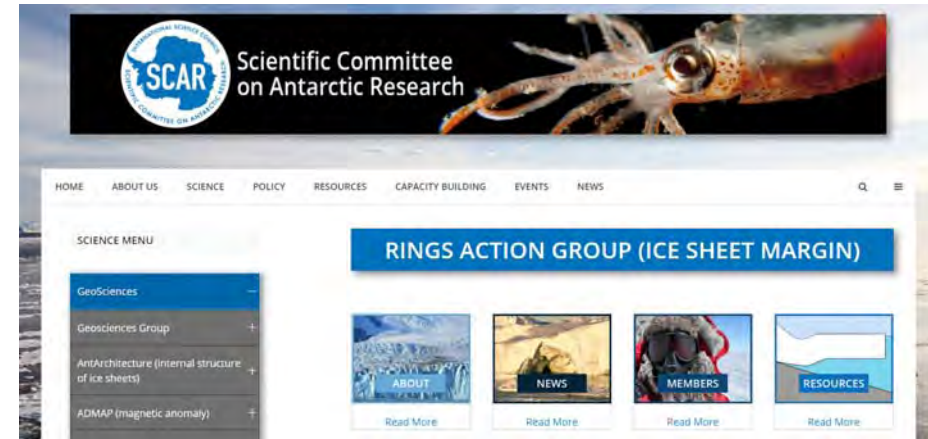 INTERNATIONAL SCIENCE COUNCIL
SCAR
SCIENTIFIC COMMITTEE ON ANTARCTIC RESEARCH
Scientific Committee
on Antarctic Research
HOME ABOUT US SCIENCE POLICY RESOURCES CAPACITY BUILDING EVENTS NEWS
SCIENCE MENU
RINGS ACTION GROUP (ICE SHEET MARGIN)
GeoSciences
Geosciences Group
AntArchitecture (internal structure
of ice sheets)
ADMAP (magnetic anomaly)
ABOUT NEWS MEMBERS RESOURCES
Read More Read More Read More Read More